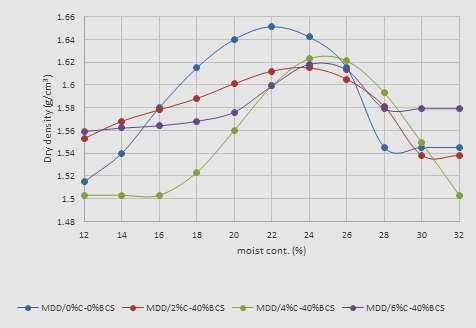 1.66
1.64
1.62
1.6
1.58
1.56
1.54
1.52
1.5
1.48
Dry density (g/cm³)
12 14 16 18 20 22 24 26 28 30 32
moist cont. (%)
MDD/0%C-0%BCS MDD/2%C-40%BCS MDD/4%C-40%BCS MDD/6%C-40%BCS